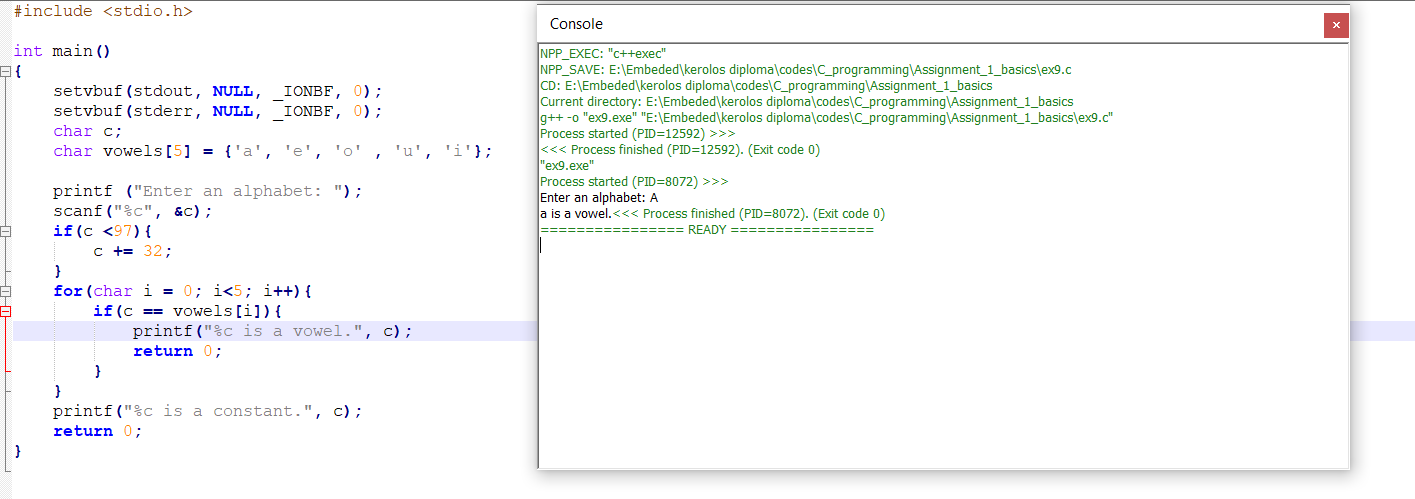 #include <stdio.h>
int main()
{
    setvbuf(stdout, NULL, _IONBF, 0);
    setvbuf(stderr, NULL, _IONBF, 0);
    char c;
    char vowels[5] = {'a', 'e', 'o' , 'u', 'i'};
    printf ("Enter an alphabet: ");
    scanf("%c", &c);
    if(c <97){
        c += 32;
    }
    for(char i = 0; i<5; i++){
        if(c == vowels[i]){
            printf("%c is a vowel.", c);
            return 0;
        }
    }
    printf("%c is a constant.", c);
    return 0;
}
Console
NPP_EXEC: "c++exec"
NPP_SAVE: E:\Embeded\kerolos diploma\codes\C_programming\Assignment_1_basics\ex9.c
CD: E:\Embeded\kerolos diploma\codes\C_programming\Assignment_1_basics
Current directory: E:\Embeded\kerolos diploma\codes\C_programming\Assignment_1_basics
g++ -o "ex9.exe" "E:\Embeded\kerolos diploma\codes\C_programming\Assignment_1_basics\ex9.c"
Process started (PID=12592) >>>
<<< Process finished (PID=12592). (Exit code 0)
"ex9.exe"
Process started (PID=8072) >>>
Enter an alphabet: A
a is a vowel.<<< Process finished (PID=8072). (Exit code 0)
================ READY ================